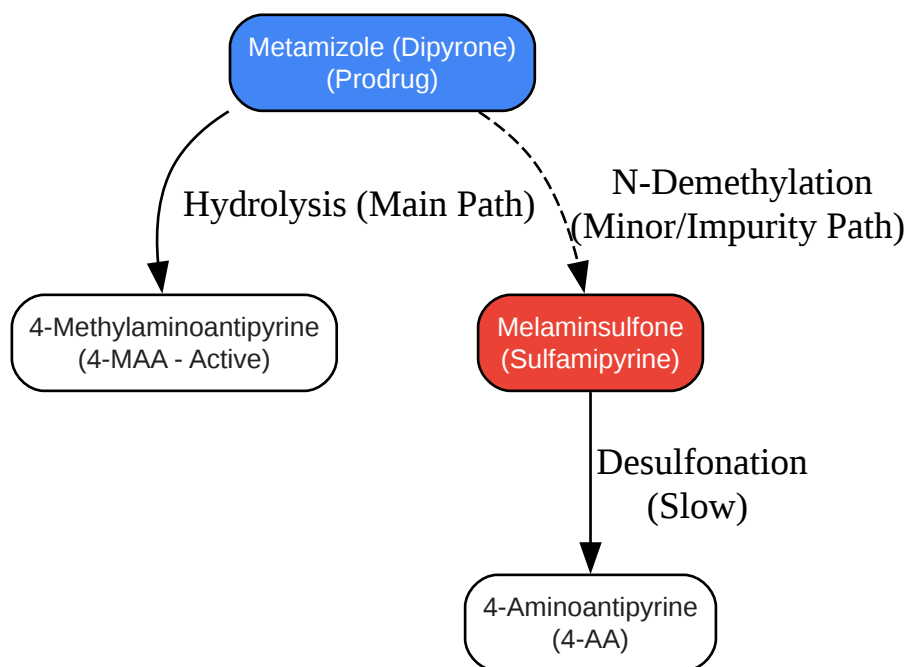 Metamizole (Dipyrone)
(Prodrug)
Hydrolysis (Main Path)
N-Demethylation
(Minor/Impurity Path)
4-Methylaminoantipyrine
(4-MAA - Active)
Melaminsulfone
(Sulfamipyrine)
Desulfonation
(Slow)
4-Aminoantipyrine
(4-AA)